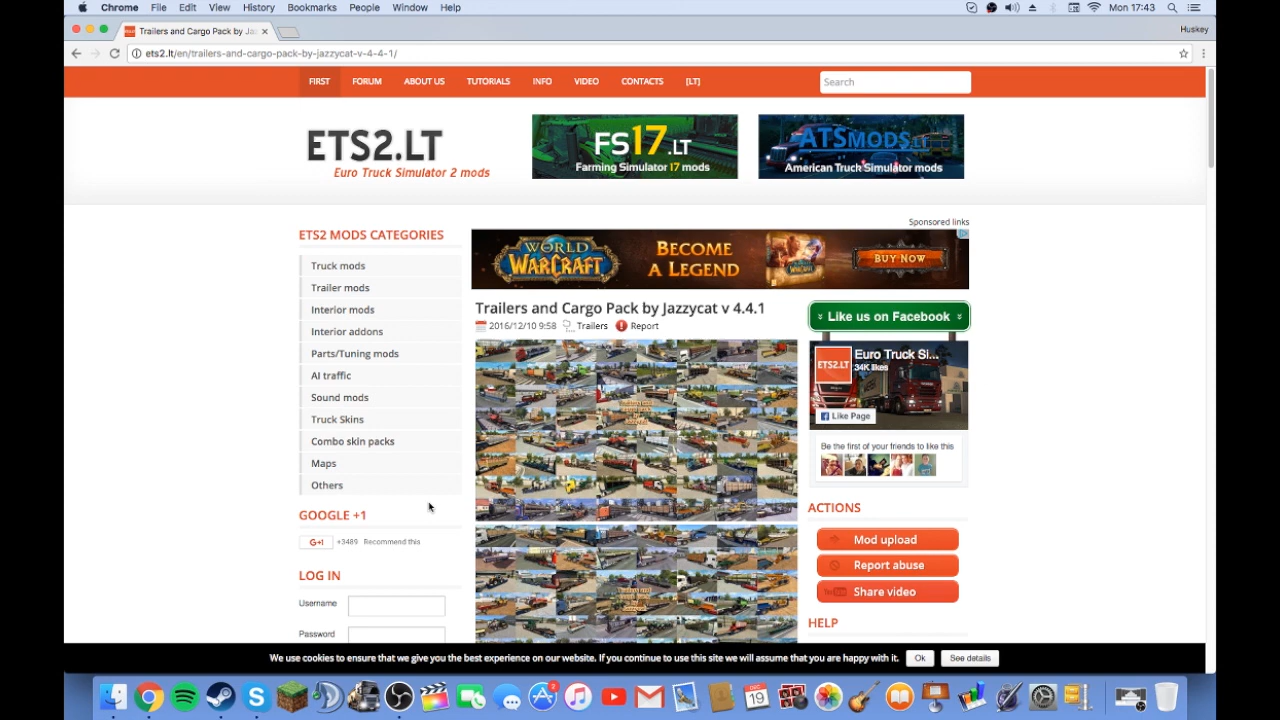 Chrome File Edit View History Bookmarks People Window Help
Mon 17:43
Trailers and Cargo Pack by Ja
Huskey
ets2.lt/en/trailers-and-cargo-pack-by-jazzycat-v-4-4-1/
FIRST FORUM ABOUT US TUTORIALS INFO VIDEO CONTACTS [LT]
Search
ETS2.LT
Euro Truck Simulator 2 mods
FS17.LT
Farming Simulator 17 mods
ATSMODS.LT
American Truck Simulator mods
Sponsored links
ETS2 MODS CATEGORIES
Truck mods
Trailer mods
Interior mods
Interior addons
Parts/Tuning mods
AI traffic
Sound mods
Truck Skins
Combo skin packs
Maps
Others
GOOGLE +1
G+1 +3489 Recommend this
LOG IN
Username
Password
WORLD WARCRAFT
BECOME A LEGEND
BUY NOW
Trailers and Cargo Pack by Jazzycat v 4.4.1
2016/12/10 9:58 Trailers Report
Like us on Facebook
ETS2.LT
Euro Truck Si...
34K likes
Like Page
Be the first of your friends to like this
ACTIONS
Mod upload
Report abuse
Share video
HELP
We use cookies to ensure that we give you the best experience on our website. If you continue to use this site we will assume that you are happy with it. Ok See details
2
DEC
19